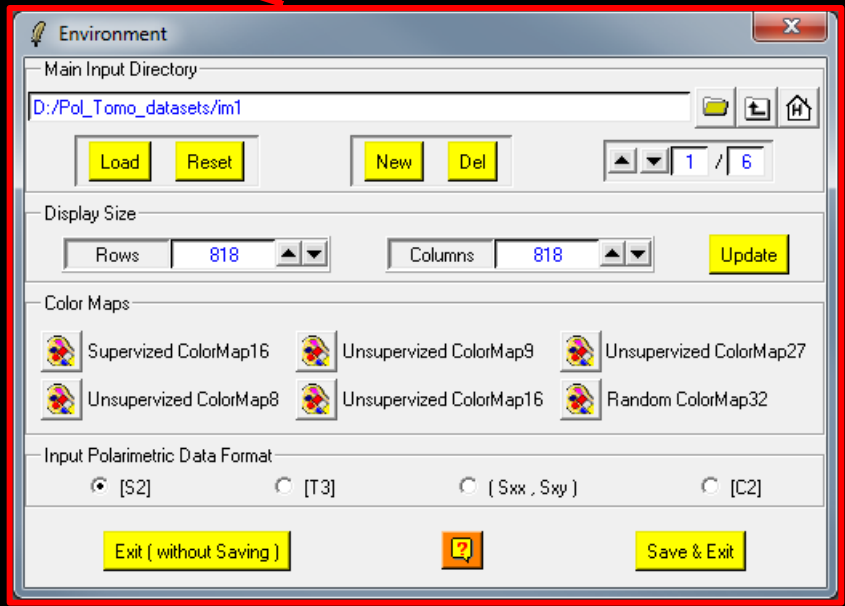 Environment
Main Input Directory
D:/Pol_Tomo_datasets/im1
H
Load Reset New Del 1 / 6
Display Size
Rows 818 Columns 818 Update
Color Maps
Supervized ColorMap16 Unsupervized ColorMap9 Unsupervized ColorMap27
Unsupervized ColorMap8 Unsupervized ColorMap16 Random ColorMap32
Input Polarimetric Data Format
[S2] [T3] ( Sxx , Sxy ) [C2]
Exit ( without Saving ) ? Save & Exit